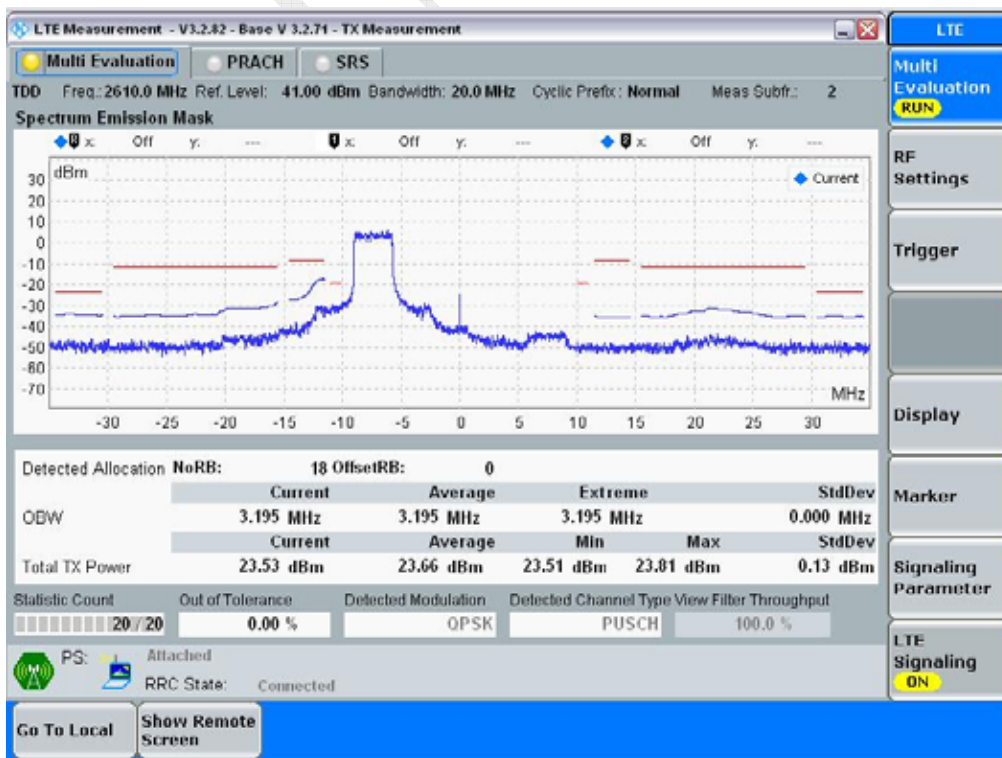 LTE Measurement - V3.2.82 - Base V 3.2.71 - TX Measurement
LTE
Multi Evaluation PRACH SRS
Multi Evaluation RUN
TDD Freq.: 2610.0 MHz Ref. Level: 41.00 dBm Bandwidth: 20.0 MHz Cyclic Prefix: Normal Meas Subfr.: 2
Spectrum Emission Mask
x: Off y: --- 1 x: Off y: --- 2 x: Off y: ---
dBm
Current
30
20
10
0
-10
-20
-30
-40
-50
-60
-70
MHz
-30 -25 -20 -15 -10 -5 0 5 10 15 20 25 30
RF Settings
Trigger
Display
Marker
Signaling Parameter
LTE Signaling ON
Detected Allocation NoRB: 18 OffsetRB: 0
Current Average Extreme StdDev
OBW 3.195 MHz 3.195 MHz 3.195 MHz 0.000 MHz
Current Average Min Max StdDev
Total TX Power 23.53 dBm 23.66 dBm 23.51 dBm 23.81 dBm 0.13 dBm
Statistic Count Out of Tolerance Detected Modulation Detected Channel Type View Filter Throughput
20 / 20 0.00 % QPSK PUSCH 100.0 %
PS: Attached
RRC State: Connected
Go To Local
Show Remote Screen